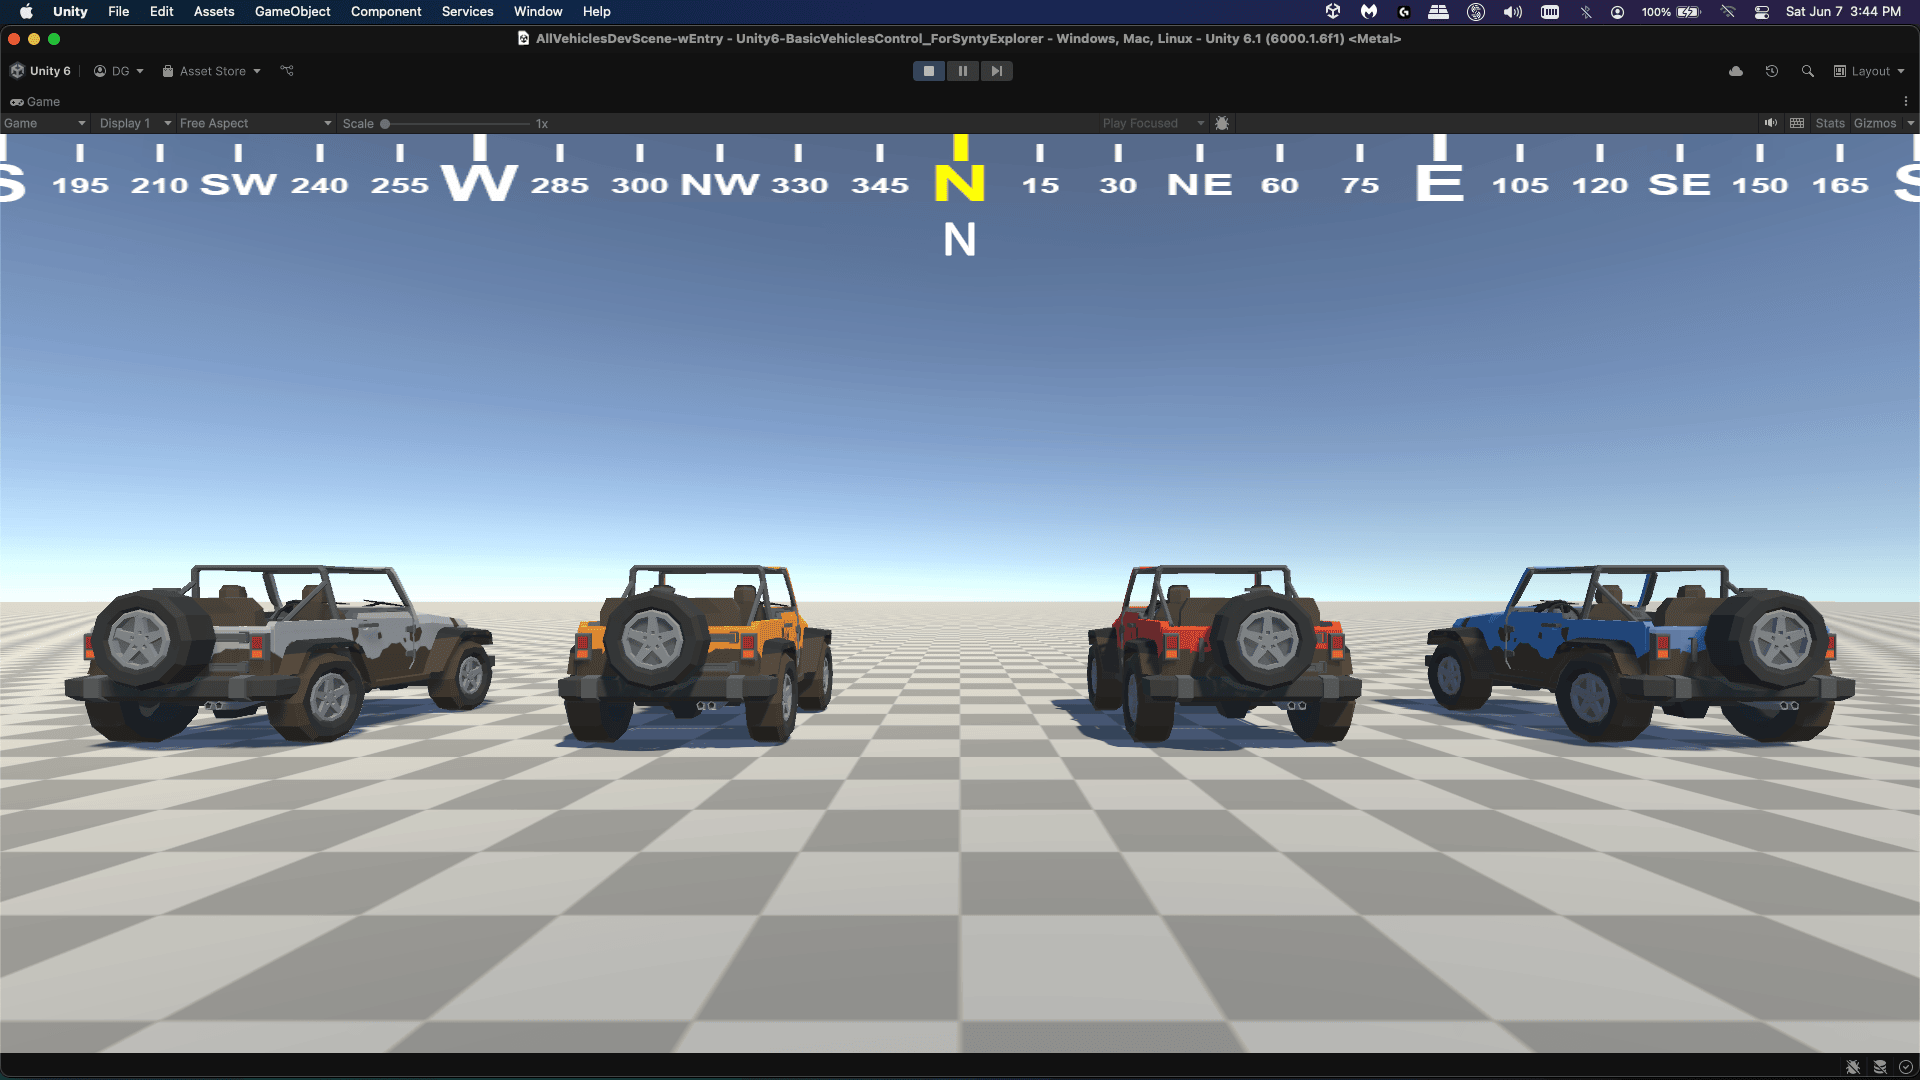 Unity File Edit Assets GameObject Component Services Window Help 100% Sat Jun 7 3:44 PM
AllVehiclesDevScene-wEntry - Unity6-BasicVehiclesControl_ForSyntyExplorer - Windows, Mac, Linux - Unity 6.1 (6000.1.6f1) <Metal>
Unity 6 DG Asset Store Layout
Game
Game Display 1 Free Aspect Scale 1x Play Focused Stats Gizmos
S 195 210 SW 240 255 W 285 300 NW 330 345 N 15 30 NE 60 75 E 105 120 SE 150 165 S
N